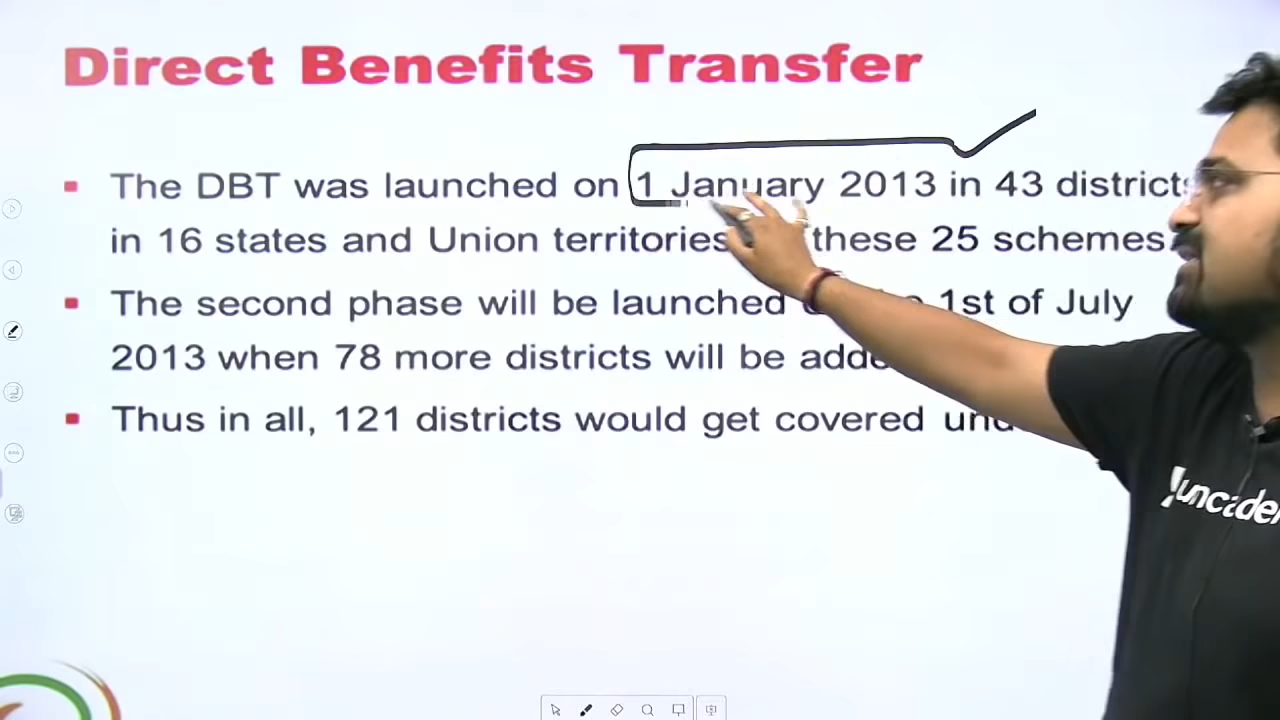 Direct Benefits Transfer
The DBT was launched on 1 January 2013 in 43 districts
in 16 states and Union territories these 25 schemes.
The second phase will be launched 1st of July
2013 when 78 more districts will be
Thus in all, 121 districts would get covered